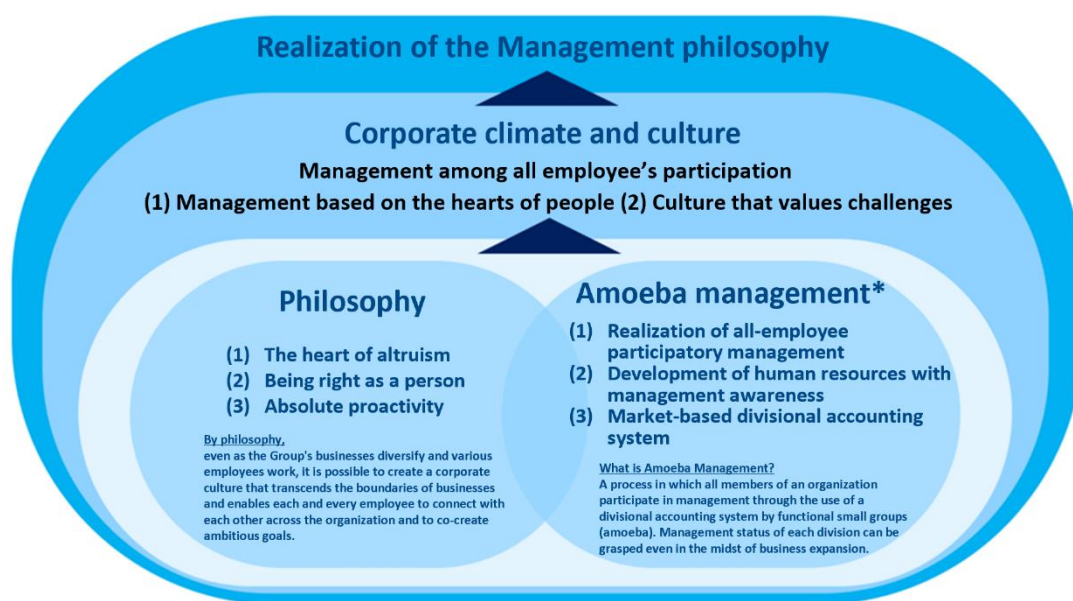 Realization of the Management philosophy
Corporate climate and culture
Management among all employee's participation
(1) Management based on the hearts of people (2) Culture that values challenges
Philosophy
(1) The heart of altruism
(2) Being right as a person
(3) Absolute proactivity
By philosophy,
even as the Group's businesses diversify and various
employees work, it is possible to create a corporate
culture that transcends the boundaries of businesses
and enables each and every employee to connect with
each other across the organization and to co-create
ambitious goals.
Amoeba management*
(1) Realization of all-employee
participatory management
(2) Development of human resources with
management awareness
(3) Market-based divisional accounting
system
What is Amoeba Management?
A process in which all members of an organization
participate in management through the use of a
divisional accounting system by functional small groups
(amoeba). Management status of each division can be
grasped even in the midst of business expansion.